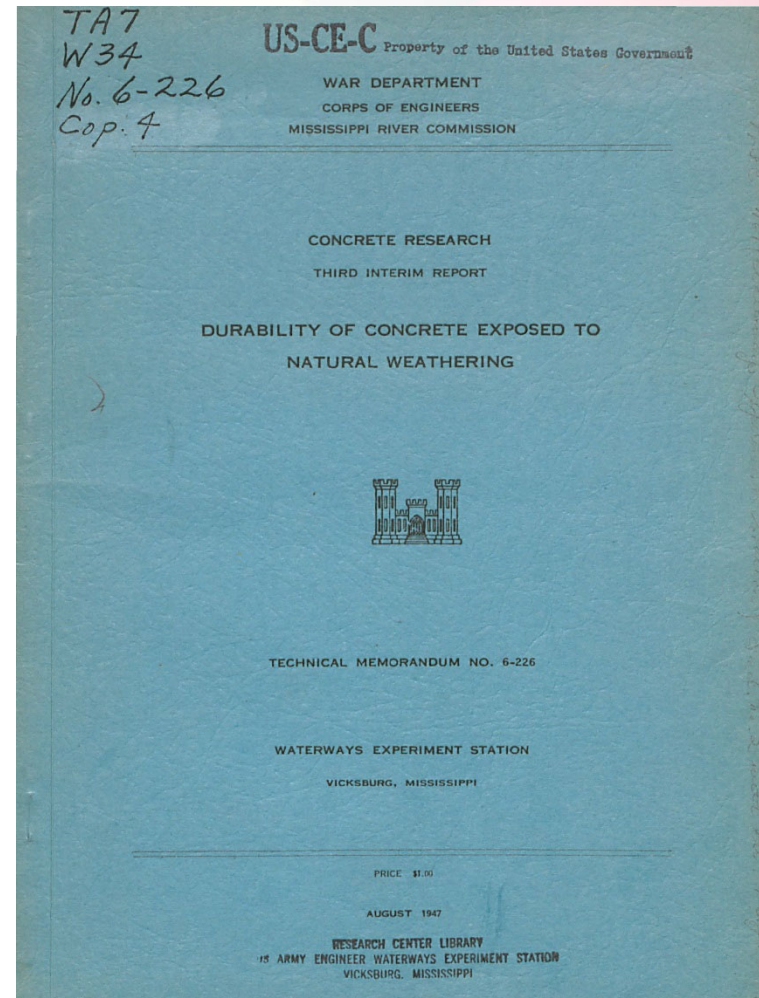 TA7
W34
No. 6-226
Cop. 4
US-CE-C Property of the United States Government
WAR DEPARTMENT
CORPS OF ENGINEERS
MISSISSIPPI RIVER COMMISSION
CONCRETE RESEARCH
THIRD INTERIM REPORT
DURABILITY OF CONCRETE EXPOSED TO
NATURAL WEATHERING
TECHNICAL MEMORANDUM NO. 6-226
WATERWAYS EXPERIMENT STATION
VICKSBURG, MISSISSIPPI
PRICE $1.00
AUGUST 1947
RESEARCH CENTER LIBRARY
ARMY ENGINEER WATERWAYS EXPERIMENT STATION
VICKSBURG, MISSISSIPPI